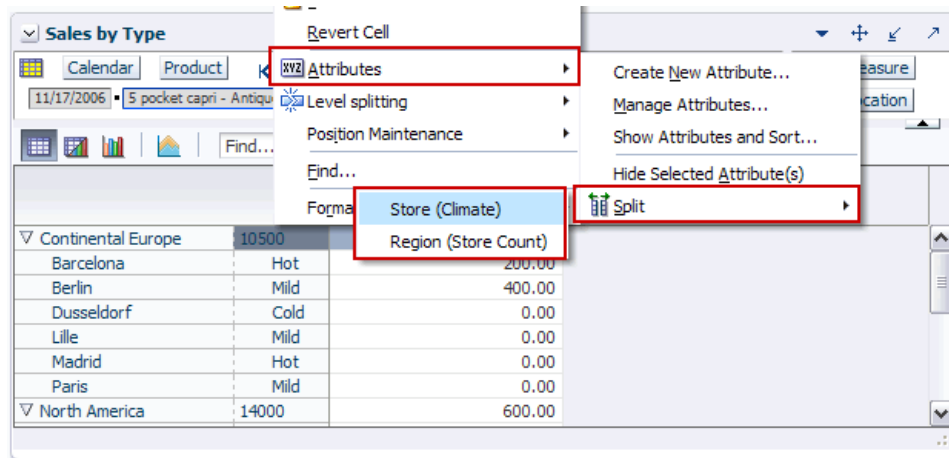 Sales by Type
Revert Cell
Calendar Product
XYZ Attributes
11/17/2006 5 pocket capri - Antiqu
Level splitting
Create New Attribute...
Manage Attributes...
Position Maintenance
Show Attributes and Sort...
Find...
Find...
Hide Selected Attribute(s)
Split
Store (Climate)
Region (Store Count)
Continental Europe 10500
Barcelona Hot 200.00
Berlin Mild 400.00
Dusseldorf Cold 0.00
Lille Mild 0.00
Madrid Hot 0.00
Paris Mild 0.00
North America 14000 600.00